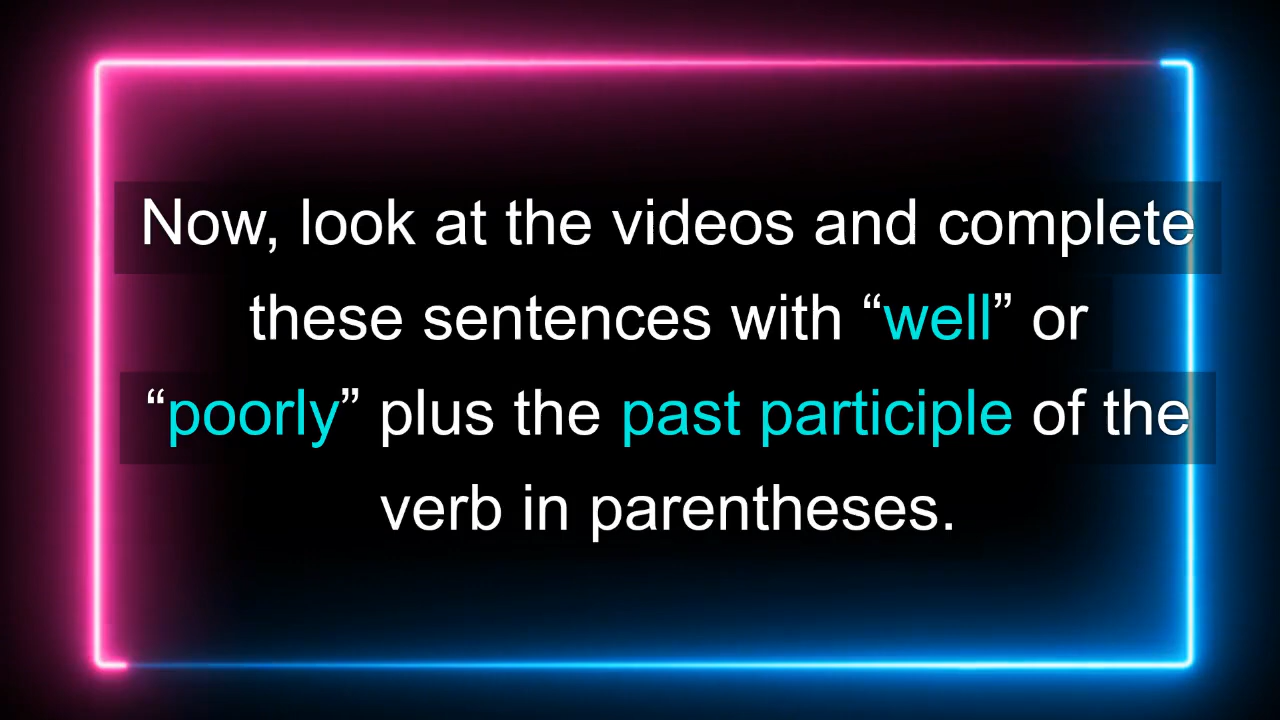 Now, look at the videos and complete
these sentences with “well” or
“poorly” plus the past participle of the
verb in parentheses.